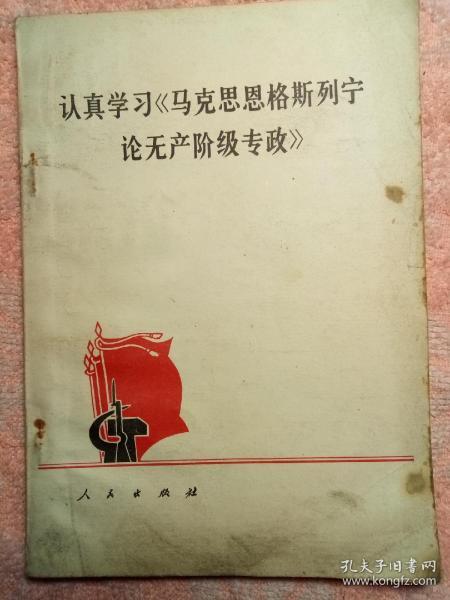 认真学习《马克思恩格斯列宁
论无产阶级专政》
人民出版社
孔夫子旧书网
www.kongfz.com